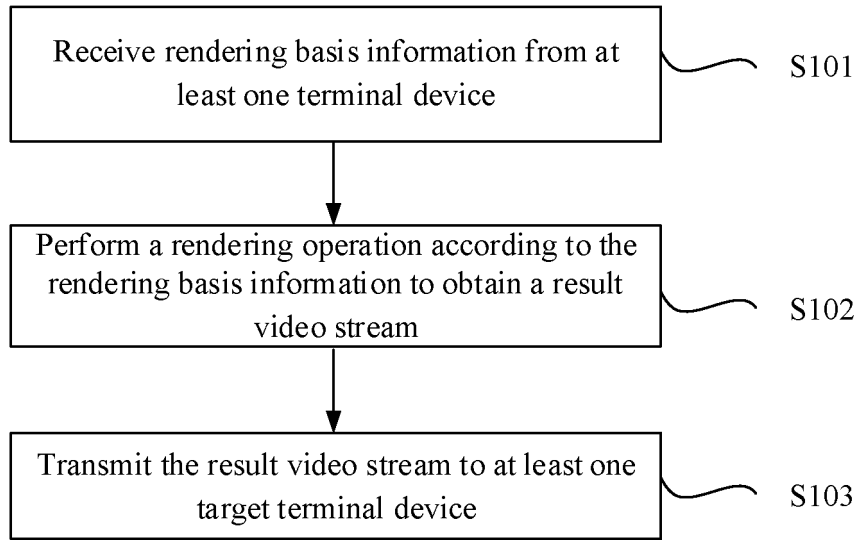 Receive rendering basis information from at
least one terminal device
S101
Perform a rendering operation according to the
rendering basis information to obtain a result
video stream
S102
Transmit the result video stream to at least one
target terminal device
S103